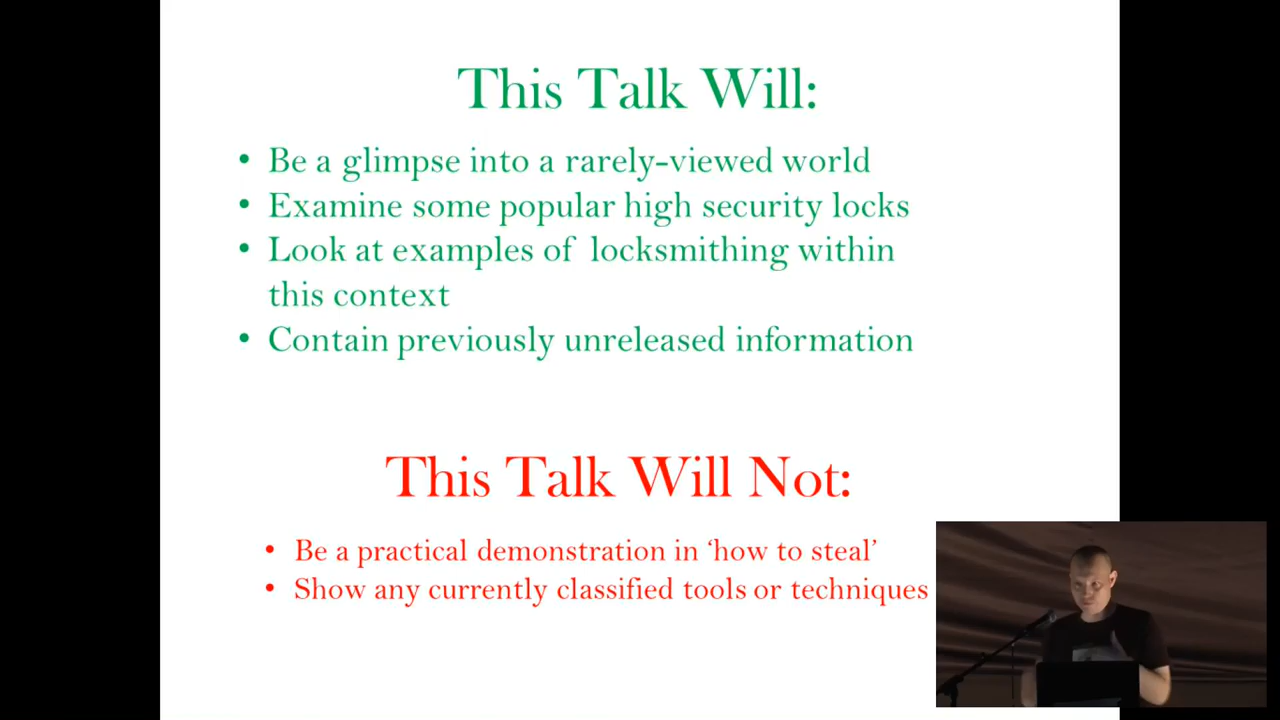 This Talk Will:
• Be a glimpse into a rarely-viewed world
• Examine some popular high security locks
• Look at examples of locksmithing within
this context
• Contain previously unreleased information
This Talk Will Not:
• Be a practical demonstration in ‘how to steal’
• Show any currently classified tools or techniques